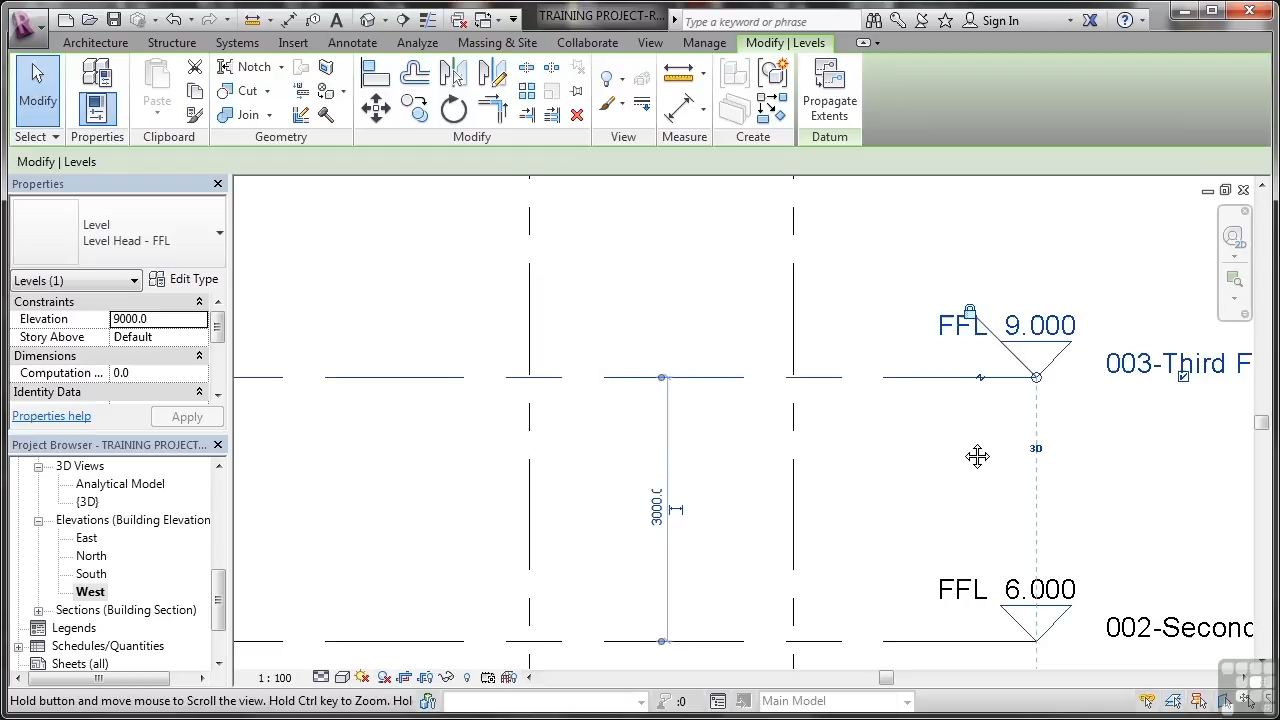 TRAINING PROJECT-R...
Type a keyword or phrase
Sign In
Architecture
Structure
Systems
Insert
Annotate
Analyze
Massing & Site
Collaborate
View
Manage
Modify | Levels
Modify
Paste
Notch
Cut
Join
Propagate
Extents
Select
Properties
Clipboard
Geometry
Modify
View
Measure
Create
Datum
Modify | Levels
Properties
Level
Level Head - FFL
Levels (1)
Edit Type
Constraints
Elevation 9000.0
Story Above Default
Dimensions
Computation ... 0.0
Identity Data
Properties help
Apply
Project Browser - TRAINING PROJECT...
3D Views
Analytical Model
{3D}
Elevations (Building Elevation
East
North
South
West
Sections (Building Section)
Legends
Schedules/Quantities
Sheets (all)
2D
FFL 9.000
003-Third F
3D
3000.0
FFL 6.000
002-Second
1 : 100
Hold button and move mouse to Scroll the view. Hold Ctrl key to Zoom. Hol
:0
Main Model